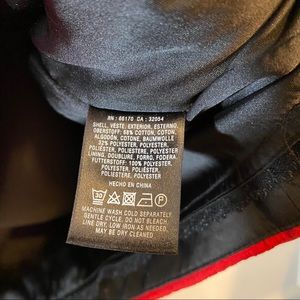 RN : 66170 CA : 32054
SHELL, VESTE, EXTERIOR, ESTERNO,
OBERSTOFF: 68% COTTON, COTON,
ALGODÓN, COTONE, BAUMWOLLE
32% POLYESTER, POLYESTER,
POLIÉSTER, POLIESTERE, POLYESTER
LINING, DOUBLURE, FORRO, FODERA,
FUTTERSTOFF: 100% POLYESTER,
POLYESTER, POLIÉSTER,
POLIESTERE, POLYESTER
HECHO EN CHINA
30
MACHINE WASH COLD SEPARATELY.
GENTLE CYCLE. DO NOT BLEACH.
LINE DRY, LOW IRON AS NEEDED.
MAY BE DRY CLEANED.